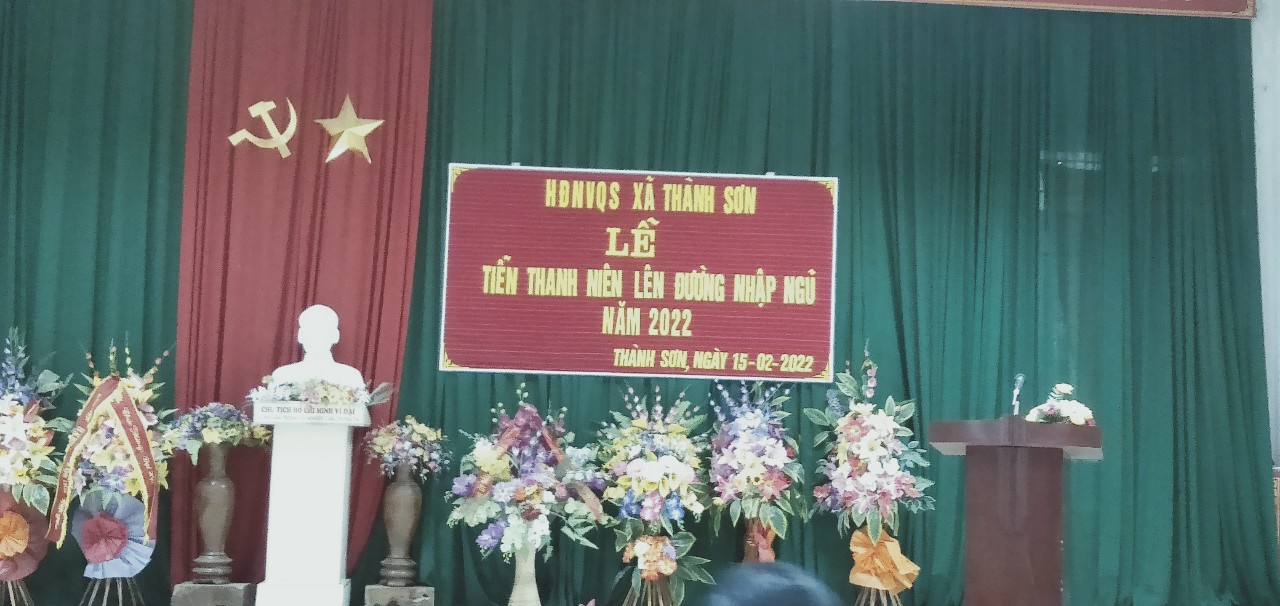 HĐNVQS XÃ THÀNH SƠN
LỄ
TIỄN THANH NIÊN LÊN ĐƯỜNG NHẬP NGŨ
NĂM 2022
THÀNH SƠN, NGÀY 15-02-2022
CHỦ TỊCH HỒ CHÍ MINH VĨ ĐẠI